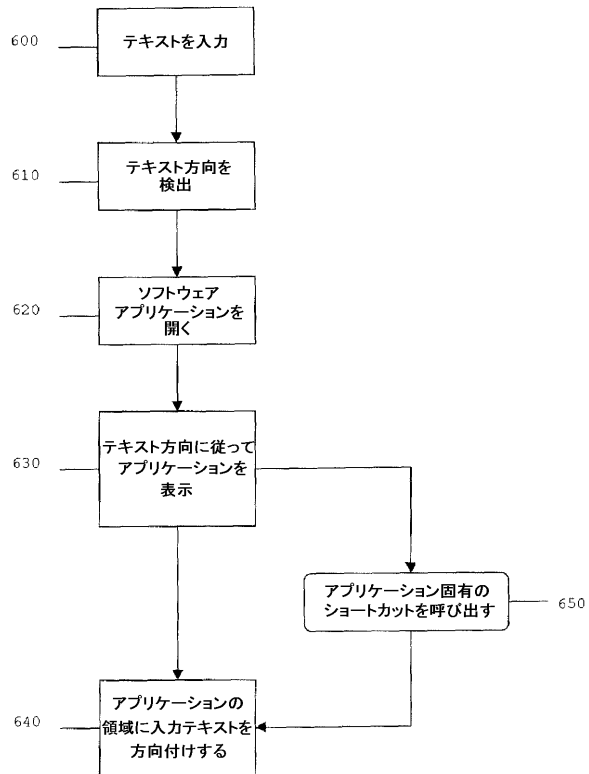 600
テキストを入力
610
テキスト方向を
検出
620
ソフトウェア
アプリケーションを
開く
630
テキスト方向に従って
アプリケーションを
表示
アプリケーション固有の
ショートカットを呼び出す
650
640
アプリケーションの
領域に入力テキストを
方向付けする